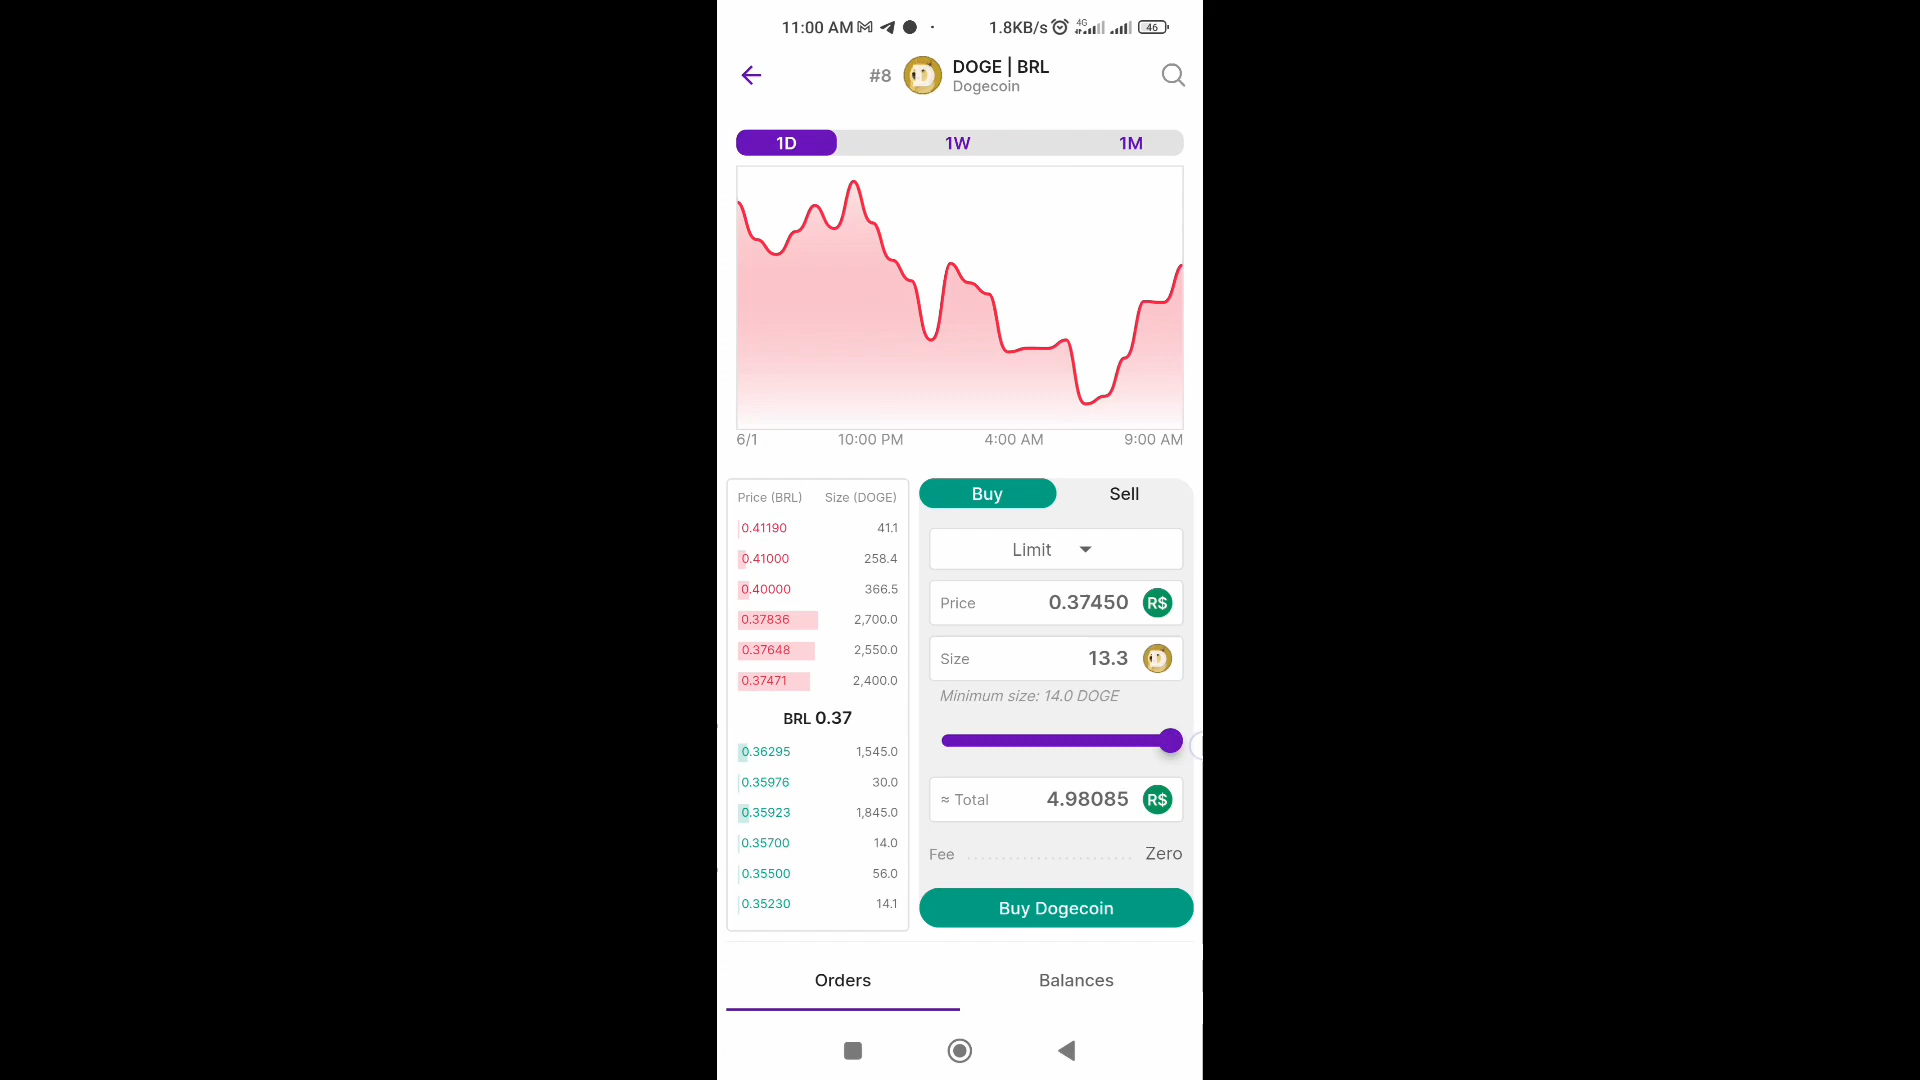 11:00 AM 1.8KB/s 4G 46
#8 DOGE | BRL
Dogecoin
1D 1W 1M
6/1 10:00 PM 4:00 AM 9:00 AM
Price (BRL) Size (DOGE)
0.41190 41.1
0.41000 258.4
0.40000 366.5
0.37836 2,700.0
0.37648 2,550.0
0.37471 2,400.0
BRL 0.37
0.36295 1,545.0
0.35976 30.0
0.35923 1,845.0
0.35700 14.0
0.35500 56.0
0.35230 14.1
Buy Sell
Limit
Price 0.37450 R$
Size 13.3
Minimum size: 14.0 DOGE
≈ Total 4.98085 R$
Fee Zero
Buy Dogecoin
Orders Balances